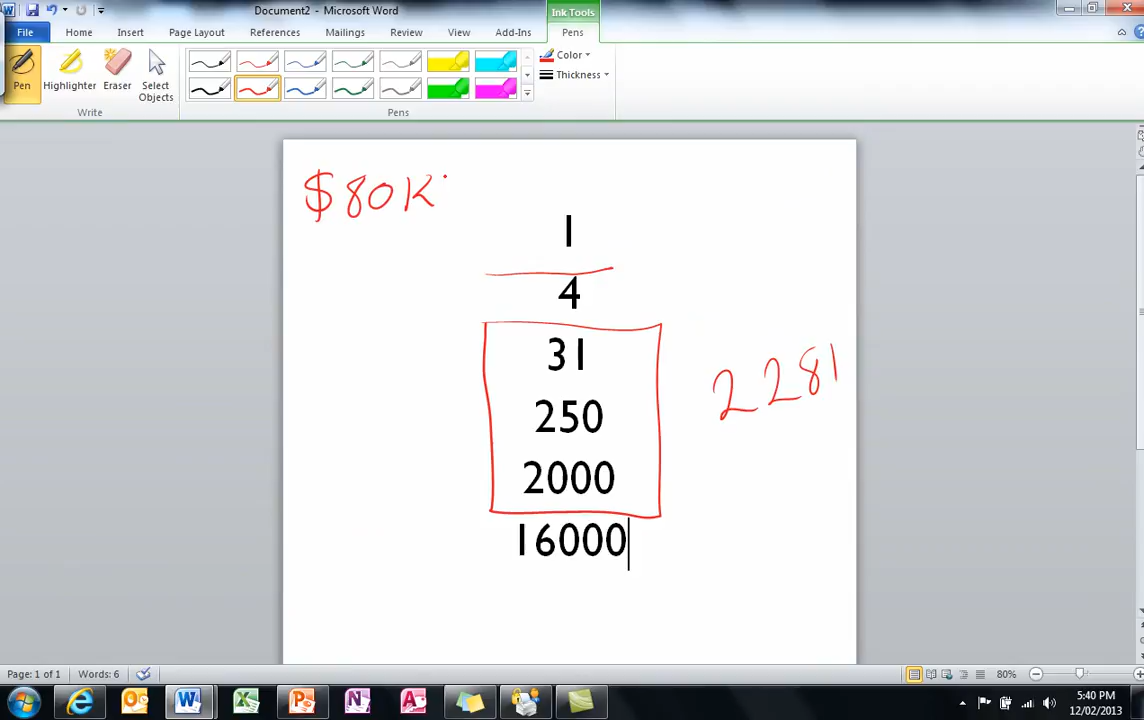 Document2 - Microsoft Word
Ink Tools
File Home Insert Page Layout References Mailings Review View Add-Ins Pens
Pen Highlighter Eraser Select Objects
Color
Thickness
Write
Pens
$80K
1
4
31
250
2000
16000
2281
Page: 1 of 1 Words: 6 80%
5:40 PM
12/02/2013